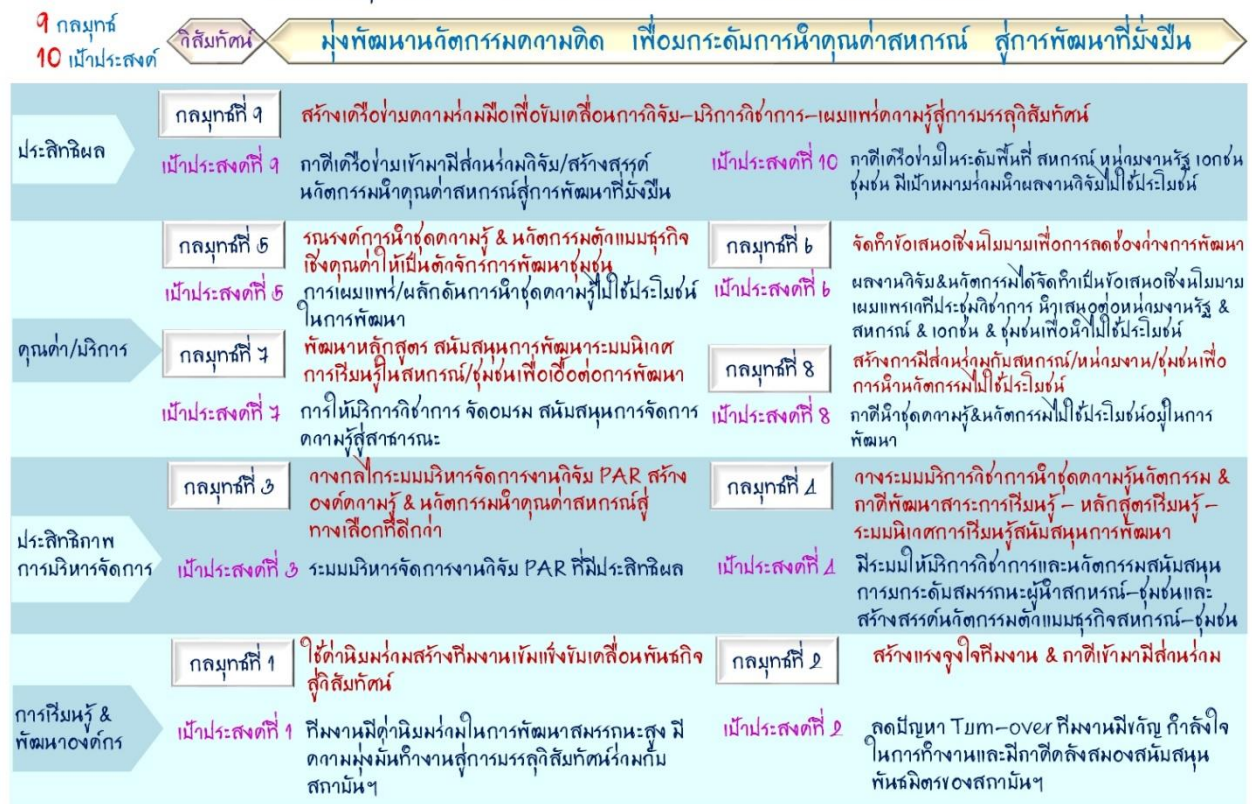 9 กลยุทธ์
10 เป้าประสงค์
วิสัยทัศน์
มุ่งพัฒนานวัตกรรมความคิด เพื่อยกระดับการนำคุณค่าสหกรณ์ สู่การพัฒนาที่ยั่งยืน
ประสิทธิผล
กลยุทธ์ที่ 9
สร้างเครือข่ายความร่วมมือเพื่อขับเคลื่อนการวิจัย–บริการวิชาการ–เผยแพร่ความรู้สู่การบรรลุวิสัยทัศน์
เป้าประสงค์ที่ 9
ภาคีเครือข่ายเข้ามามีส่วนร่วมวิจัย/สร้างสรรค์
นวัตกรรมนำคุณค่าสหกรณ์สู่การพัฒนาที่ยั่งยืน
เป้าประสงค์ที่ 10
ภาคีเครือข่ายในระดับพื้นที่ สหกรณ์ หน่วยงานรัฐ เอกชน
ชุมชน มีเป้าหมายร่วมนำผลงานวิจัยไปใช้ประโยชน์
คุณค่า/บริการ
กลยุทธ์ที่ 5
รณรงค์การนำชุดความรู้ & นวัตกรรมตัวแบบธุรกิจ
เชิงคุณค่าให้เป็นตัวจักรการพัฒนาชุมชน
เป้าประสงค์ที่ 5
การเผยแพร่/ผลักดันการนำชุดความรู้ไปใช้ประโยชน์
ในการพัฒนา
กลยุทธ์ที่ 6
จัดทำข้อเสนอเชิงนโยบายเพื่อการลดช่องว่างการพัฒนา
เป้าประสงค์ที่ 6
ผลงานวิจัย&นวัตกรรมได้จัดทำเป็นข้อเสนอเชิงนโยบาย
เผยแพรเวทีประชุมวิชาการ นำเสนอต่อหน่วยงานรัฐ &
สหกรณ์ & เอกชน & ชุมชนเพื่อนำไปใช้ประโยชน์
กลยุทธ์ที่ 7
พัฒนาหลักสูตร สนับสนุนการพัฒนาระบบนิเวศ
การเรียนรู้ในสหกรณ์/ชุมชนเพื่อเอื้อต่อการพัฒนา
เป้าประสงค์ที่ 7
การให้บริการวิชาการ จัดอบรม สนับสนุนการจัดการ
ความรู้สู่สาธารณะ
กลยุทธ์ที่ 8
สร้างการมีส่วนร่วมกับสหกรณ์/หน่วยงาน/ชุมชนเพื่อ
การนำนวัตกรรมไปใช้ประโยชน์
เป้าประสงค์ที่ 8
ภาคีนำชุดความรู้&นวัตกรรมไปใช้ประโยชน์อยู่ในการ
พัฒนา
ประสิทธิภาพ
การบริหารจัดการ
กลยุทธ์ที่ 3
วางกลไกระบบบริหารจัดการงานวิจัย PAR สร้าง
องค์ความรู้ & นวัตกรรมนำคุณค่าสหกรณ์สู่
ทางเลือกที่ดีกว่า
เป้าประสงค์ที่ 3
ระบบบริหารจัดการงานวิจัย PAR ที่มีประสิทธิผล
กลยุทธ์ที่ 4
วางระบบบริการวิชาการนำชุดความรู้นวัตกรรม &
ภาคีพัฒนาสาระการเรียนรู้ – หลักสูตรเรียนรู้ –
ระบบนิเวศการเรียนรู้สนับสนุนการพัฒนา
เป้าประสงค์ที่ 4
มีระบบให้บริการวิชาการและนวัตกรรมสนับสนุน
การยกระดับสมรรถนะผู้นำสกหรณ์–ชุมชนและ
สร้างสรรค์นวัตกรรมตัวแบบธุรกิจสหกรณ์–ชุมชน
การเรียนรู้ &
พัฒนาองค์กร
กลยุทธ์ที่ 1
ใช้ค่านิยมร่วมสร้างทีมงานเข้มแข็งขับเคลื่อนพันธกิจ
สู่วิสัยทัศน์
เป้าประสงค์ที่ 1
ทีมงานมีค่านิยมร่วมในการพัฒนาสมรรถนะสูง มี
ความมุ่งมั่นทำงานสู่การบรรลุวิสัยทัศน์ร่วมกับ
สถาบันฯ
กลยุทธ์ที่ 2
สร้างแรงจูงใจทีมงาน & ภาคีเข้ามามีส่วนร่วม
เป้าประสงค์ที่ 2
ลดปัญหา Turn-over ทีมงานมีขวัญ กำลังใจ
ในการทำงานและมีภาคีคลังสมองสนับสนุน
พันธมิตรของสถาบันฯ